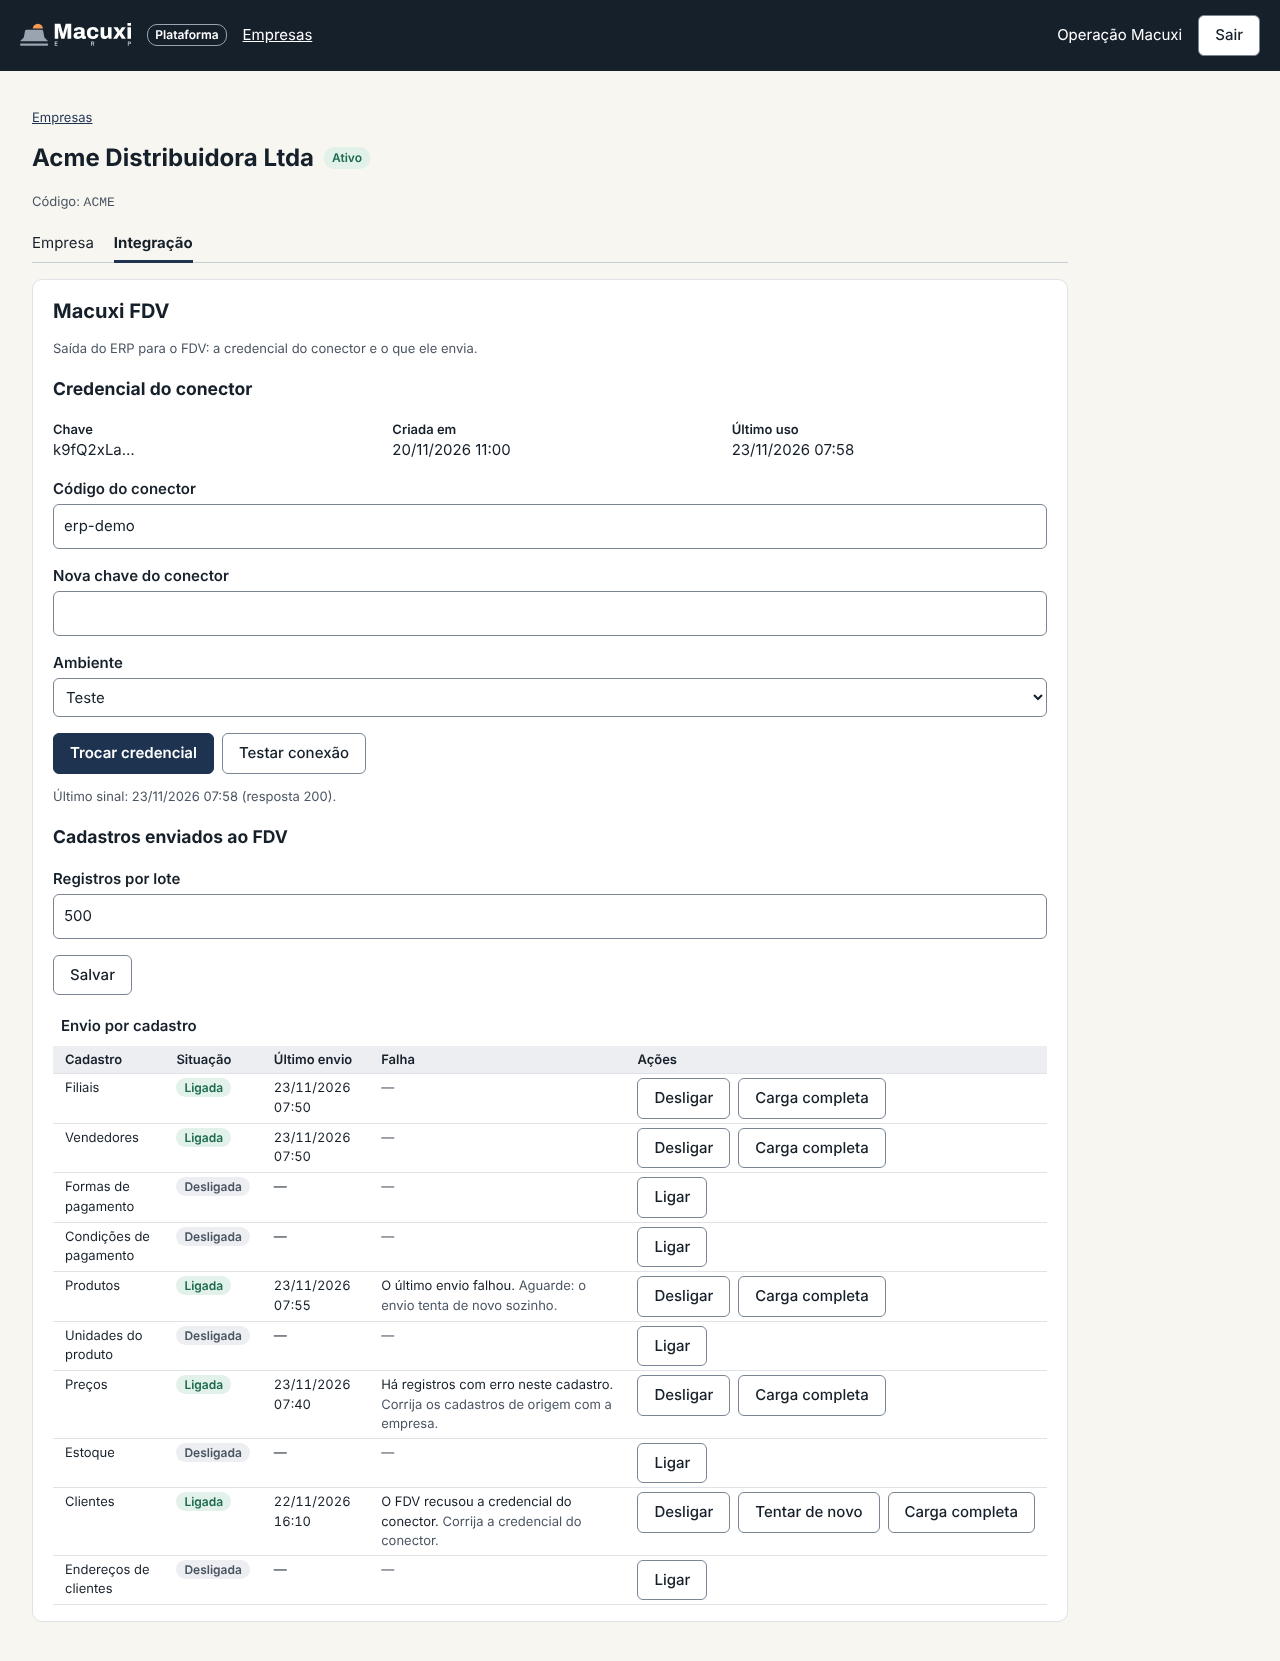 Macuxi
E R P
Plataforma
Empresas
Operação Macuxi
Sair
Empresas
Acme Distribuidora Ltda
Ativo
Código: ACME
Empresa
Integração
Macuxi FDV
Saída do ERP para o FDV: a credencial do conector e o que ele envia.
Credencial do conector
Chave
Criada em
Último uso
k9fQ2xLa…
20/11/2026 11:00
23/11/2026 07:58
Código do conector
erp-demo
Nova chave do conector
Ambiente
Teste
Trocar credencial
Testar conexão
Último sinal: 23/11/2026 07:58 (resposta 200).
Cadastros enviados ao FDV
Registros por lote
500
Salvar
Envio por cadastro
Cadastro Situação Último envio Falha Ações
Filiais Ligada 23/11/2026 — Desligar Carga completa
07:50
Vendedores Ligada 23/11/2026 — Desligar Carga completa
07:50
Formas de Desligada — — Ligar
pagamento
Condições de Desligada — — Ligar
pagamento
Produtos Ligada 23/11/2026 O último envio falhou. Aguarde: o Desligar Carga completa
07:55 envio tenta de novo sozinho.
Unidades do Desligada — — Ligar
produto
Preços Ligada 23/11/2026 Há registros com erro neste cadastro. Desligar Carga completa
07:40 Corrija os cadastros de origem com a
empresa.
Estoque Desligada — — Ligar
Clientes Ligada 22/11/2026 O FDV recusou a credencial do Desligar Tentar de novo Carga completa
16:10 conector. Corrija a credencial do
conector.
Endereços de Desligada — — Ligar
clientes